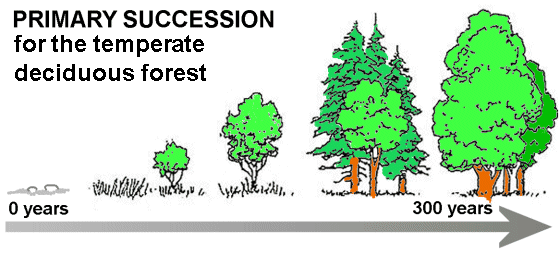 PRIMARY SUCCESSION
for the temperate
deciduous forest
0 years
300 years